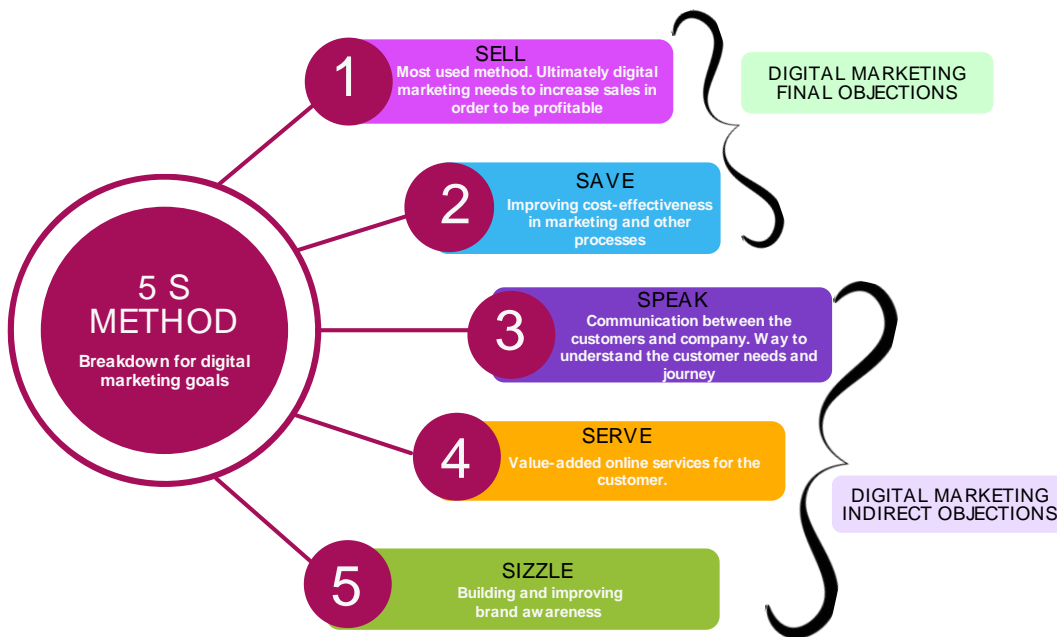 5 S
METHOD
Breakdown for digital
marketing goals
1
SELL
Most used method. Ultimately digital
marketing needs to increase sales in
order to be profitable
2
SAVE
Improving cost-effectiveness
in marketing and other
processes
DIGITAL MARKETING
FINAL OBJECTIONS
3
SPEAK
Communication between the
customers and company. Way to
understand the customer needs and
journey
4
SERVE
Value-added online services for the
customer.
5
SIZZLE
Building and improving
brand awareness
DIGITAL MARKETING
INDIRECT OBJECTIONS